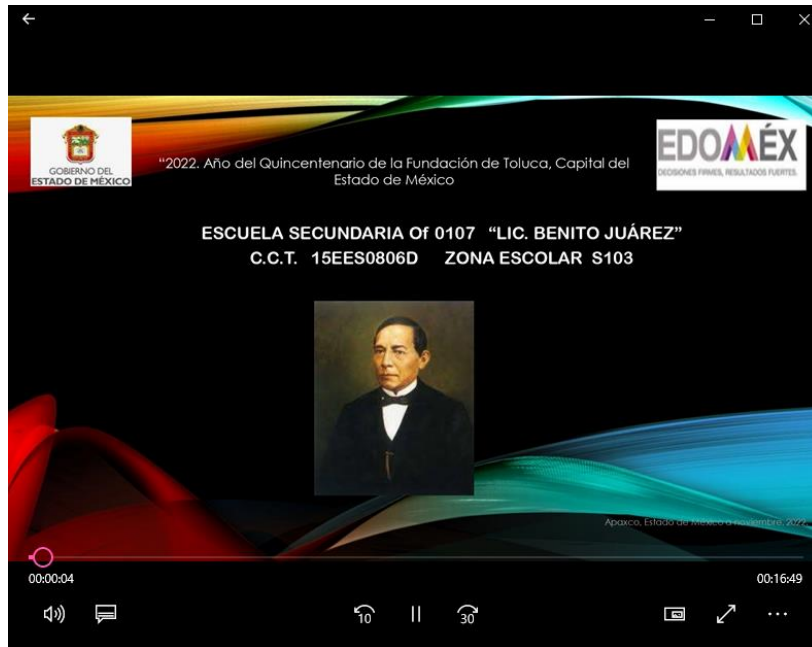 GOBIERNO DEL
ESTADO DE MÉXICO
"2022. Año del Quincentenario de la Fundación de Toluca, Capital del
Estado de México
EDOMÉX
DECISIONES FIRMES, RESULTADOS FUERTES.
ESCUELA SECUNDARIA Of 0107 "LIC. BENITO JUÁREZ"
C.C.T. 15EES0806D ZONA ESCOLAR S103
Apaxco, Estado de México a noviembre, 2022
00:00:04
00:16:49
10
30